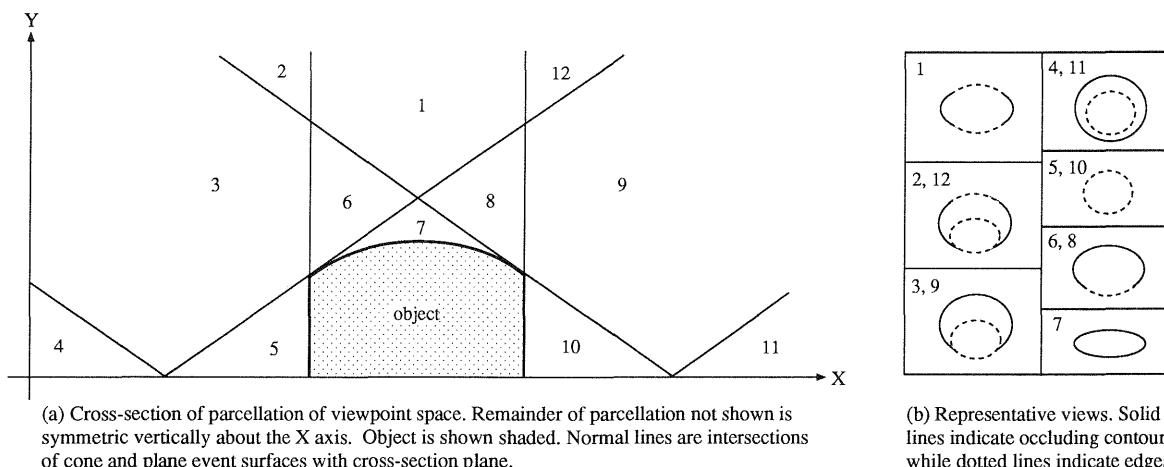 Y
2
12
1
3
6
8
9
7
object
4
5
10
11
X
(a) Cross-section of parcellation of viewpoint space. Remainder of parcellation not shown is
symmetric vertically about the X axis. Object is shown shaded. Normal lines are intersections
of cone and plane event surfaces with cross-section plane.
1
4, 11
5, 10
2, 12
6, 8
3, 9
7
(b) Representative views. Solid
lines indicate occluding contour
while dotted lines indicate edge